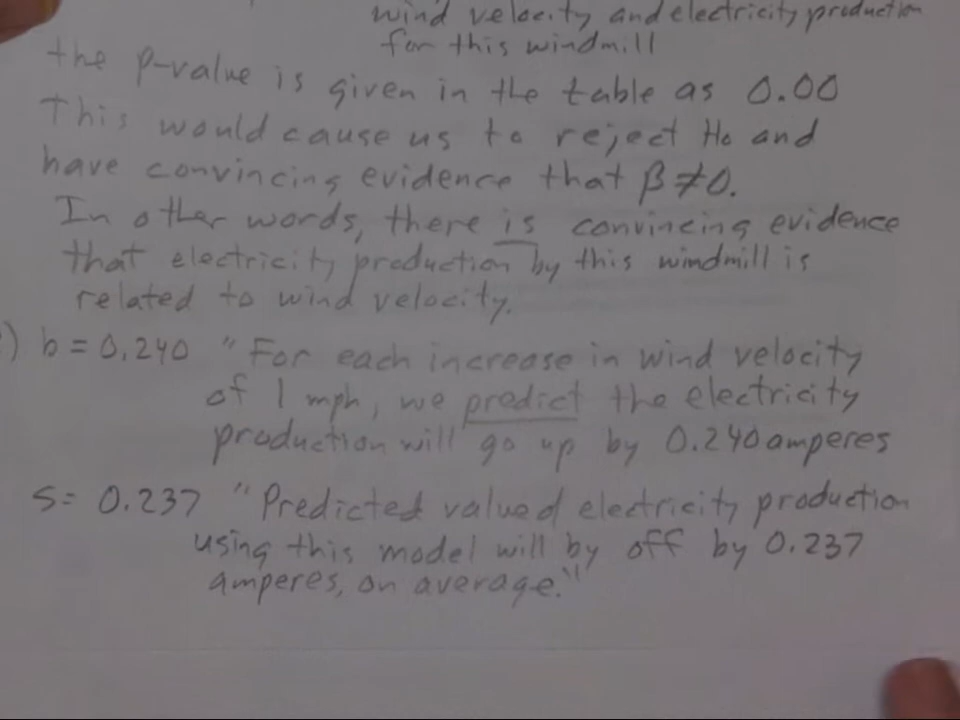 wind velocity and electricity production
for this windmill
the p-value is given in the table as 0.00
This would cause us to reject Ho and
have convincing evidence that β≠0.
In other words, there is convincing evidence
that electricity production by this windmill is
related to wind velocity.
) b = 0.240 "For each increase in wind velocity
of 1 mph, we predict the electricity
production will go up by 0.240 amperes
S= 0.237 "Predicted value of electricity production
using this model will by off by 0.237
amperes, on average."